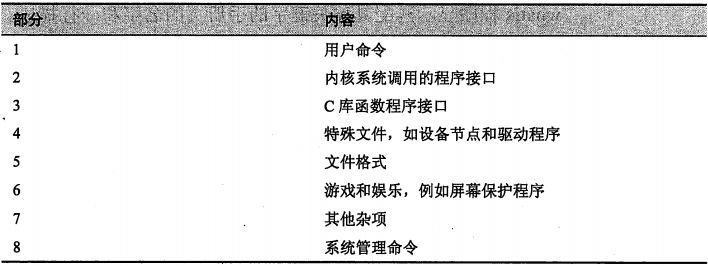 部分 内容
1 用户命令
2 内核系统调用的程序接口
3 C 库函数程序接口
4 特殊文件，如设备节点和驱动程序
5 文件格式
6 游戏和娱乐，例如屏幕保护程序
7 其他杂项
8 系统管理命令